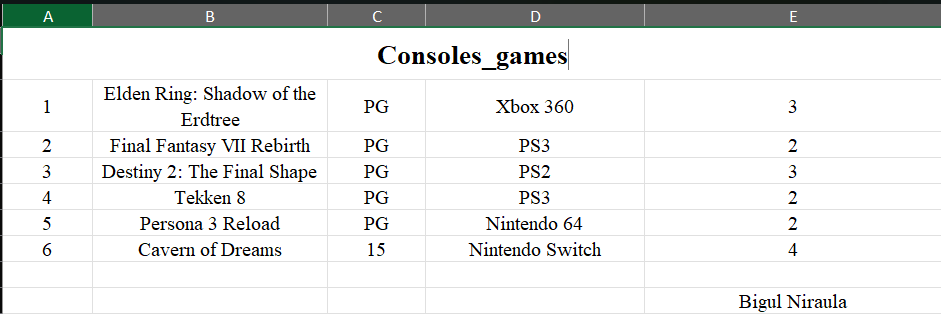 A B C D E
Consoles_games
1 Elden Ring: Shadow of the Erdtree PG Xbox 360 3
2 Final Fantasy VII Rebirth PG PS3 2
3 Destiny 2: The Final Shape PG PS2 3
4 Tekken 8 PG PS3 2
5 Persona 3 Reload PG Nintendo 64 2
6 Cavern of Dreams 15 Nintendo Switch 4
Bigul Niraula